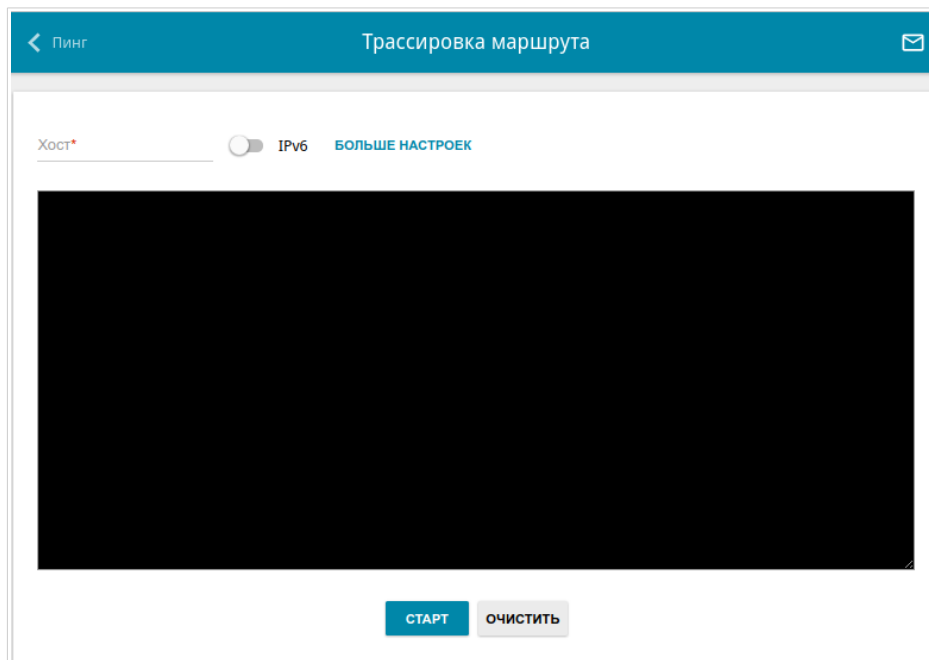 Пинг
Трассировка маршрута
Хост*
IPv6
БОЛЬШЕ НАСТРОЕК
СТАРТ
ОЧИСТИТЬ